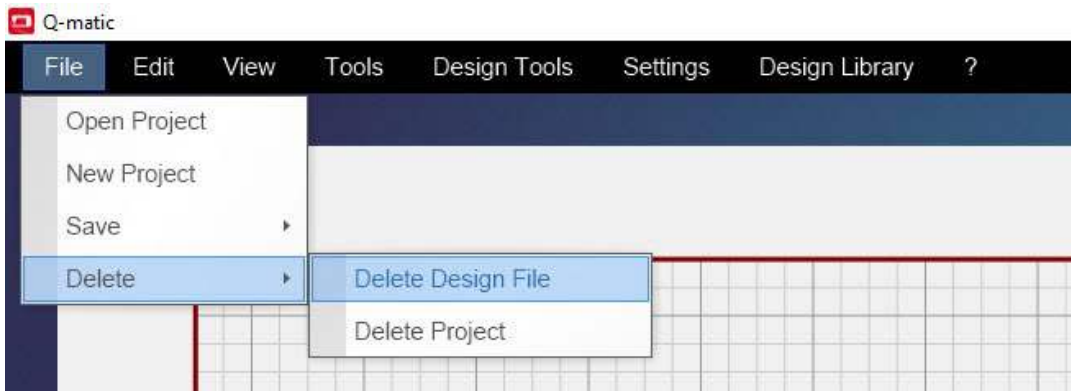 Q-matic
File Edit View Tools Design Tools Settings Design Library ?
Open Project
New Project
Save
Delete
Delete Design File
Delete Project